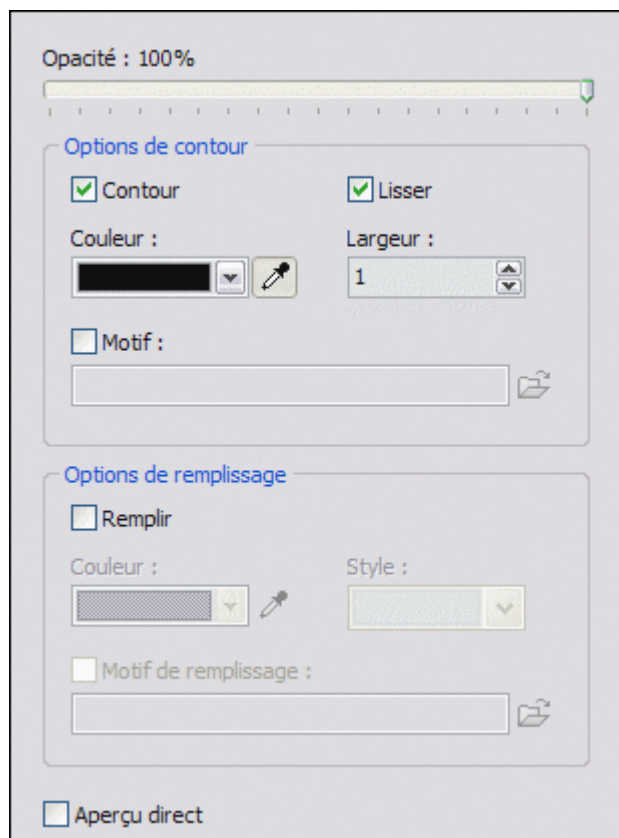 Opacité : 100%
Options de contour
Contour
Lisser
Couleur :
Largeur :
1
Motif :
Options de remplissage
Remplir
Couleur :
Style :
Motif de remplissage :
Aperçu direct